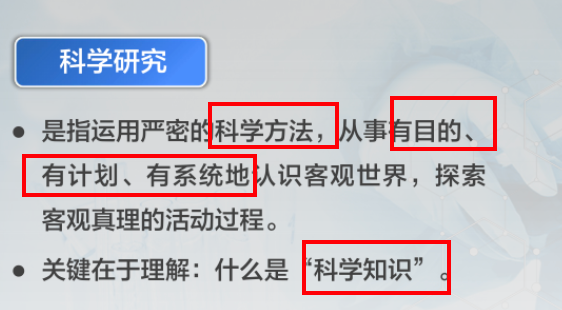 科学研究
● 是指运用严密的科学方法，从事有目的、
有计划、有系统地认识客观世界，探索
客观真理的活动过程。
● 关键在于理解：什么是“科学知识”。